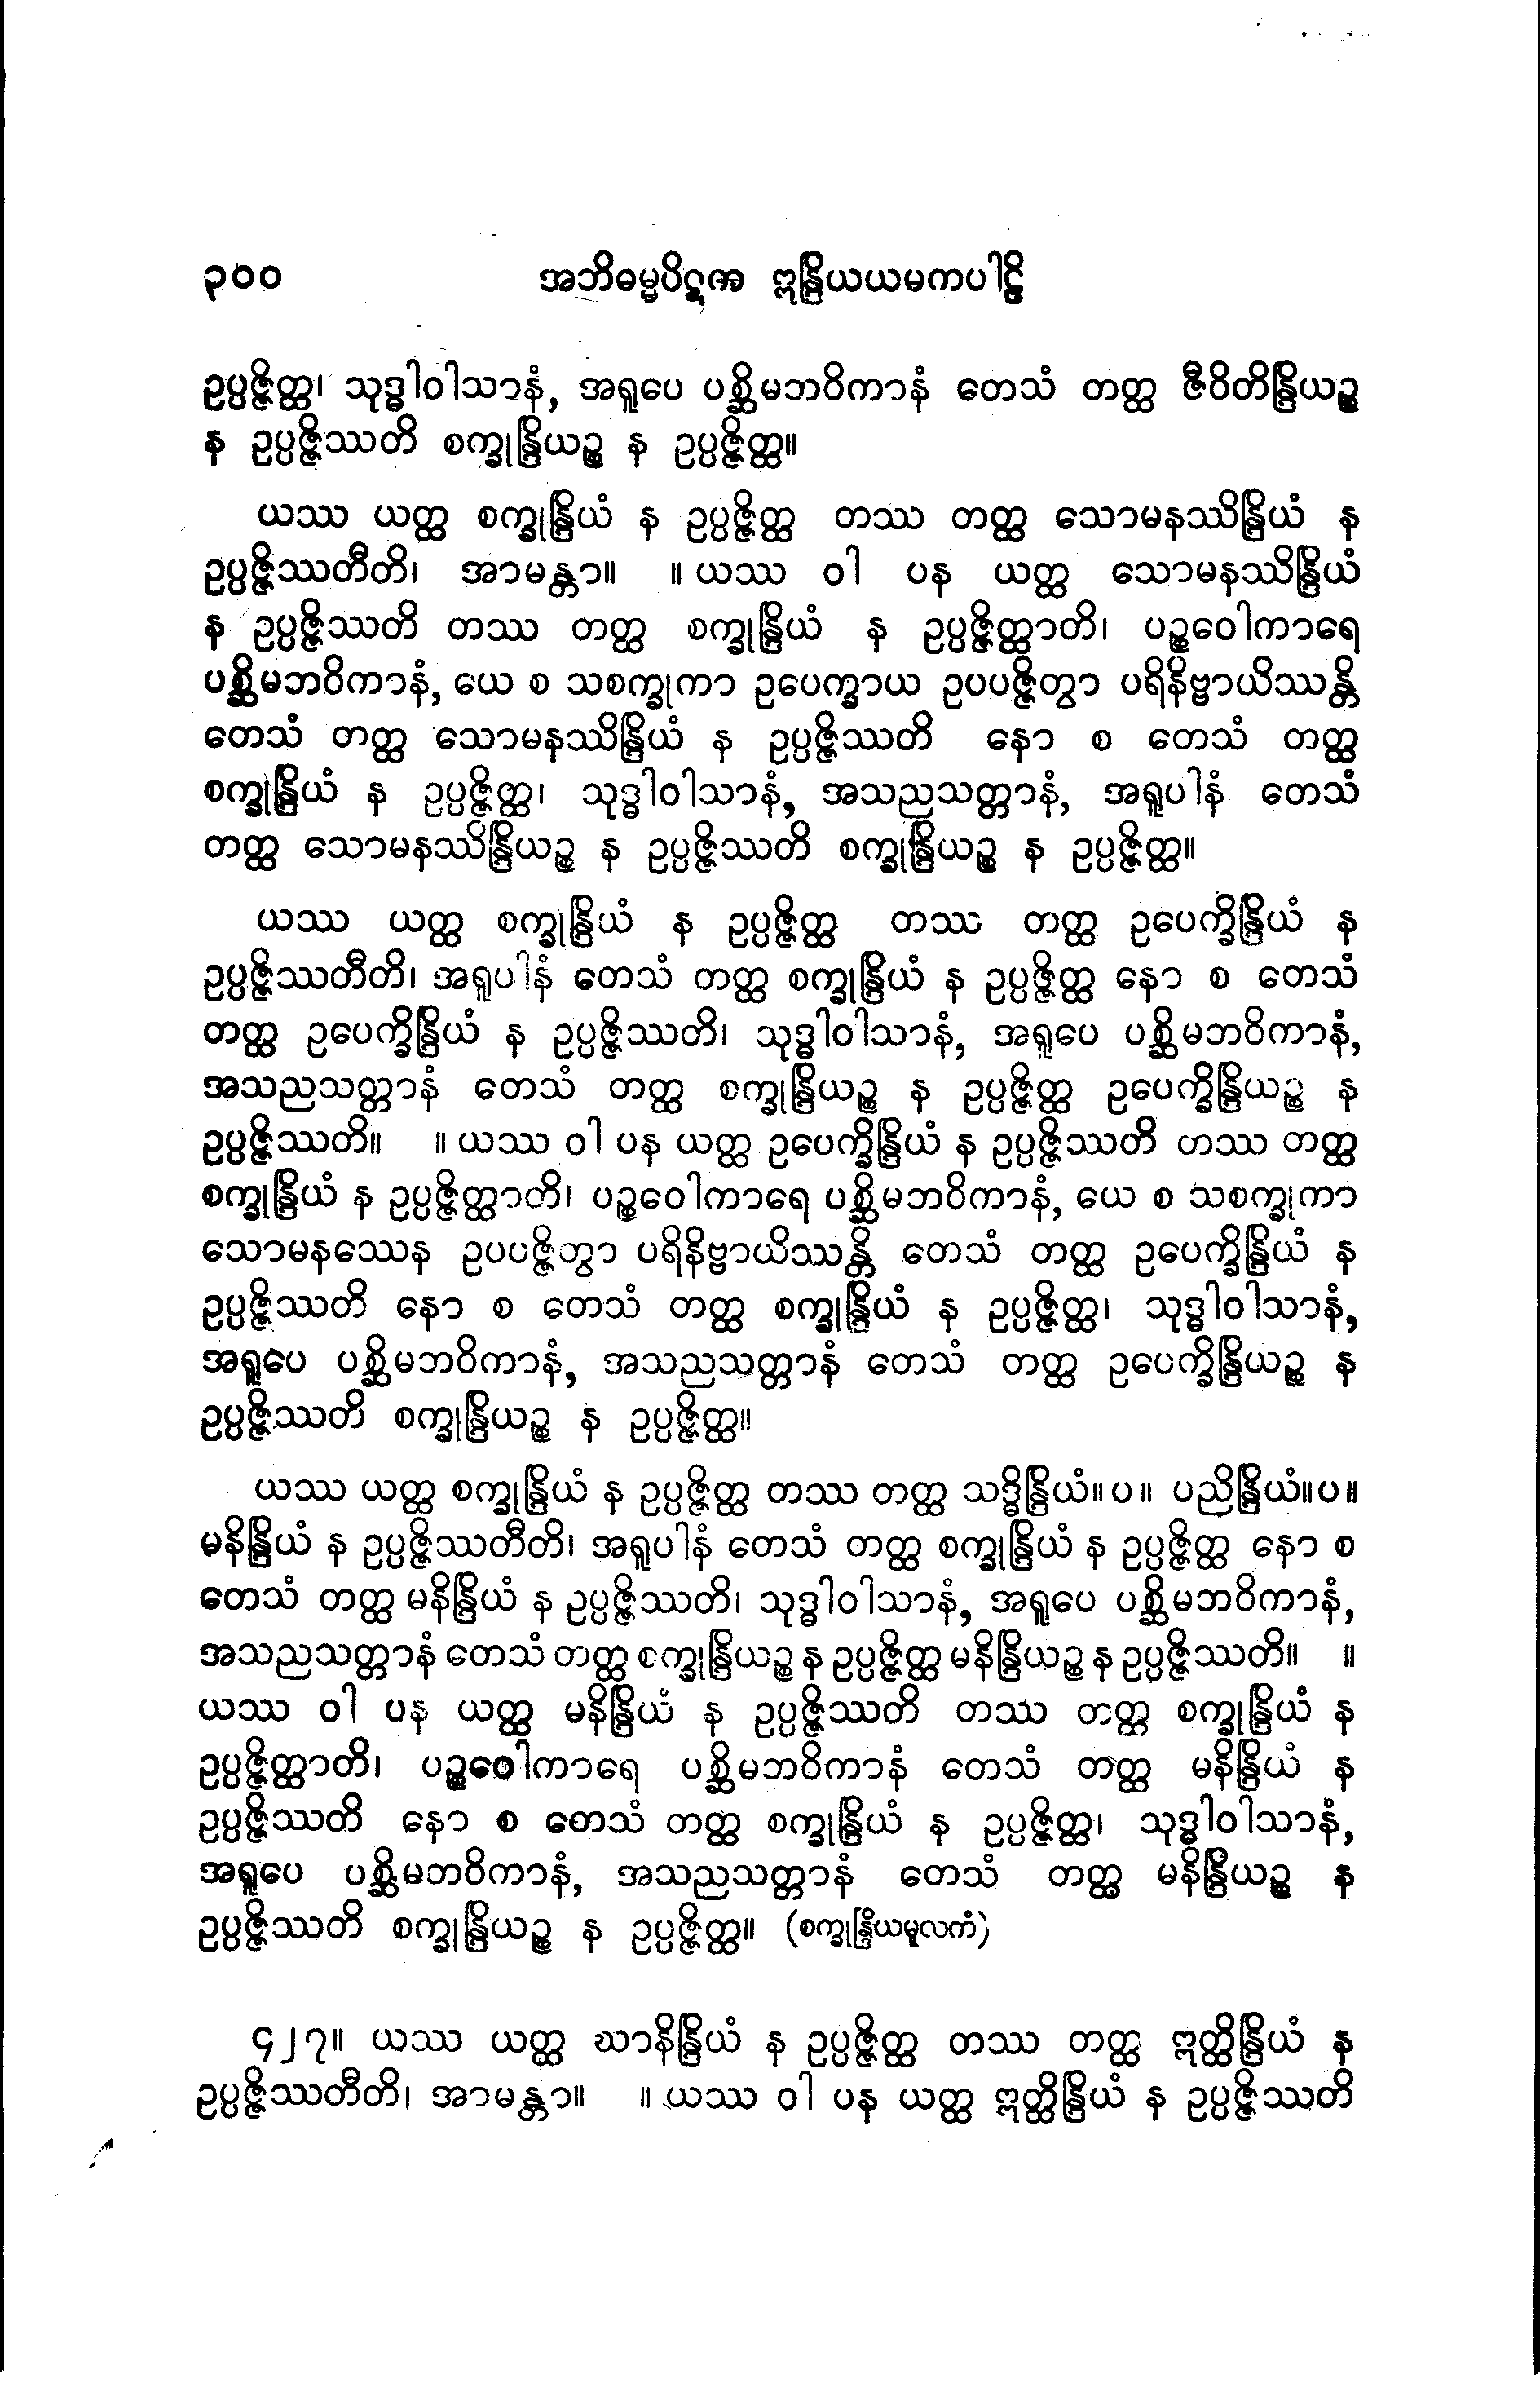 ၃၀၀ အဘိဓမ္မပိဋက ဣန္ဒြိယယမကပါဠိ
ဥပ္ပဇ္ဇိတ္ထ၊ သုဒ္ဓါဝါသာနံ, အရူပေ ပစ္ဆိမဘဝိကာနံ တေသံ တတ္ထ ဇီဝိတိန္ဒြိယဉ္စ
န ဥပ္ပဇ္ဇိဿတိ စက္ခုန္ဒြိယဉ္စ န ဥပ္ပဇ္ဇိတ္ထ။
ယဿ ယတ္ထ စက္ခုန္ဒြိယံ န ဥပ္ပဇ္ဇိတ္ထ တဿ တတ္ထ သောမနဿိန္ဒြိယံ န
ဥပ္ပဇ္ဇိဿတီတိ၊ အာမန္တာ။ ။ ယဿ ဝါ ပန ယတ္ထ သောမနဿိန္ဒြိယံ
န ဥပ္ပဇ္ဇိဿတိ တဿ တတ္ထ စက္ခုန္ဒြိယံ န ဥပ္ပဇ္ဇိတ္ထာတိ၊ ပဉ္စဝေါကာရေ
ပစ္ဆိမဘဝိကာနံ, ယေ စ သစက္ခုကာ ဥပေက္ခာယ ဥပပဇ္ဇိတွာ ပရိနိဗ္ဗာယိဿန္တိ
တေသံ တတ္ထ သောမနဿိန္ဒြိယံ န ဥပ္ပဇ္ဇိဿတိ နော စ တေသံ တတ္ထ
စက္ခုန္ဒြိယံ န ဥပ္ပဇ္ဇိတ္ထ၊ သုဒ္ဓါဝါသာနံ, အသညသတ္တာနံ, အရူပါနံ တေသံ
တတ္ထ သောမနဿိန္ဒြိယဉ္စ န ဥပ္ပဇ္ဇိဿတိ စက္ခုန္ဒြိယဉ္စ န ဥပ္ပဇ္ဇိတ္ထ။
ယဿ ယတ္ထ စက္ခုန္ဒြိယံ န ဥပ္ပဇ္ဇိတ္ထ တဿ တတ္ထ ဥပေက္ခိန္ဒြိယံ န
ဥပ္ပဇ္ဇိဿတီတိ၊ အရူပါနံ တေသံ တတ္ထ စက္ခုန္ဒြိယံ န ဥပ္ပဇ္ဇိတ္ထ နော စ တေသံ
တတ္ထ ဥပေက္ခိန္ဒြိယံ န ဥပ္ပဇ္ဇိဿတိ၊ သုဒ္ဓါဝါသာနံ, အရူပေ ပစ္ဆိမဘဝိကာနံ,
အသညသတ္တာနံ တေသံ တတ္ထ စက္ခုန္ဒြိယဉ္စ န ဥပ္ပဇ္ဇိတ္ထ ဥပေက္ခိန္ဒြိယဉ္စ န
ဥပ္ပဇ္ဇိဿတိ။ ။ ယဿ ဝါ ပန ယတ္ထ ဥပေက္ခိန္ဒြိယံ န ဥပ္ပဇ္ဇိဿတိ တဿ တတ္ထ
စက္ခုန္ဒြိယံ န ဥပ္ပဇ္ဇိတ္ထာတိ၊ ပဉ္စဝေါကာရေ ပစ္ဆိမဘဝိကာနံ, ယေ စ သစက္ခုကာ
သောမနဿေန ဥပပဇ္ဇိတွာ ပရိနိဗ္ဗာယိဿန္တိ တေသံ တတ္ထ ဥပေက္ခိန္ဒြိယံ န
ဥပ္ပဇ္ဇိဿတိ နော စ တေသံ တတ္ထ စက္ခုန္ဒြိယံ န ဥပ္ပဇ္ဇိတ္ထ၊ သုဒ္ဓါဝါသာနံ,
အရူပေ ပစ္ဆိမဘဝိကာနံ, အသညသတ္တာနံ တေသံ တတ္ထ ဥပေက္ခိန္ဒြိယဉ္စ န
ဥပ္ပဇ္ဇိဿတိ စက္ခုန္ဒြိယဉ္စ န ဥပ္ပဇ္ဇိတ္ထ။
ယဿ ယတ္ထ စက္ခုန္ဒြိယံ န ဥပ္ပဇ္ဇိတ္ထ တဿ တတ္ထ သဒ္ဓိန္ဒြိယံ။ပ။ ပညိန္ဒြိယံ။ပ။
မနိန္ဒြိယံ န ဥပ္ပဇ္ဇိဿတီတိ၊ အရူပါနံ တေသံ တတ္ထ စက္ခုန္ဒြိယံ န ဥပ္ပဇ္ဇိတ္ထ နော စ
တေသံ တတ္ထ မနိန္ဒြိယံ န ဥပ္ပဇ္ဇိဿတိ၊ သုဒ္ဓါဝါသာနံ, အရူပေ ပစ္ဆိမဘဝိကာနံ,
အသညသတ္တာနံ တေသံ တတ္ထ စက္ခုန္ဒြိယဉ္စ န ဥပ္ပဇ္ဇိတ္ထ မနိန္ဒြိယဉ္စ န ဥပ္ပဇ္ဇိဿတိ။ ။
ယဿ ဝါ ပန ယတ္ထ မနိန္ဒြိယံ န ဥပ္ပဇ္ဇိဿတိ တဿ တတ္ထ စက္ခုန္ဒြိယံ န
ဥပ္ပဇ္ဇိတ္ထာတိ၊ ပဉ္စဝေါကာရေ ပစ္ဆိမဘဝိကာနံ တေသံ တတ္ထ မနိန္ဒြိယံ န
ဥပ္ပဇ္ဇိဿတိ နော စ တေသံ တတ္ထ စက္ခုန္ဒြိယံ န ဥပ္ပဇ္ဇိတ္ထ၊ သုဒ္ဓါဝါသာနံ,
အရူပေ ပစ္ဆိမဘဝိကာနံ, အသညသတ္တာနံ တေသံ တတ္ထ မနိန္ဒြိယဉ္စ န
ဥပ္ပဇ္ဇိဿတိ စက္ခုန္ဒြိယဉ္စ န ဥပ္ပဇ္ဇိတ္ထ။ (စက္ခုန္ဒြိယမူလကံ)
၄၂၇။ ယဿ ယတ္ထ ဃာနိန္ဒြိယံ န ဥပ္ပဇ္ဇိတ္ထ တဿ တတ္ထ ဣတ္ထိန္ဒြိယံ န
ဥပ္ပဇ္ဇိဿတီတိ၊ အာမန္တာ။ ။ ယဿ ဝါ ပန ယတ္ထ ဣတ္ထိန္ဒြိယံ န ဥပ္ပဇ္ဇိဿတိ